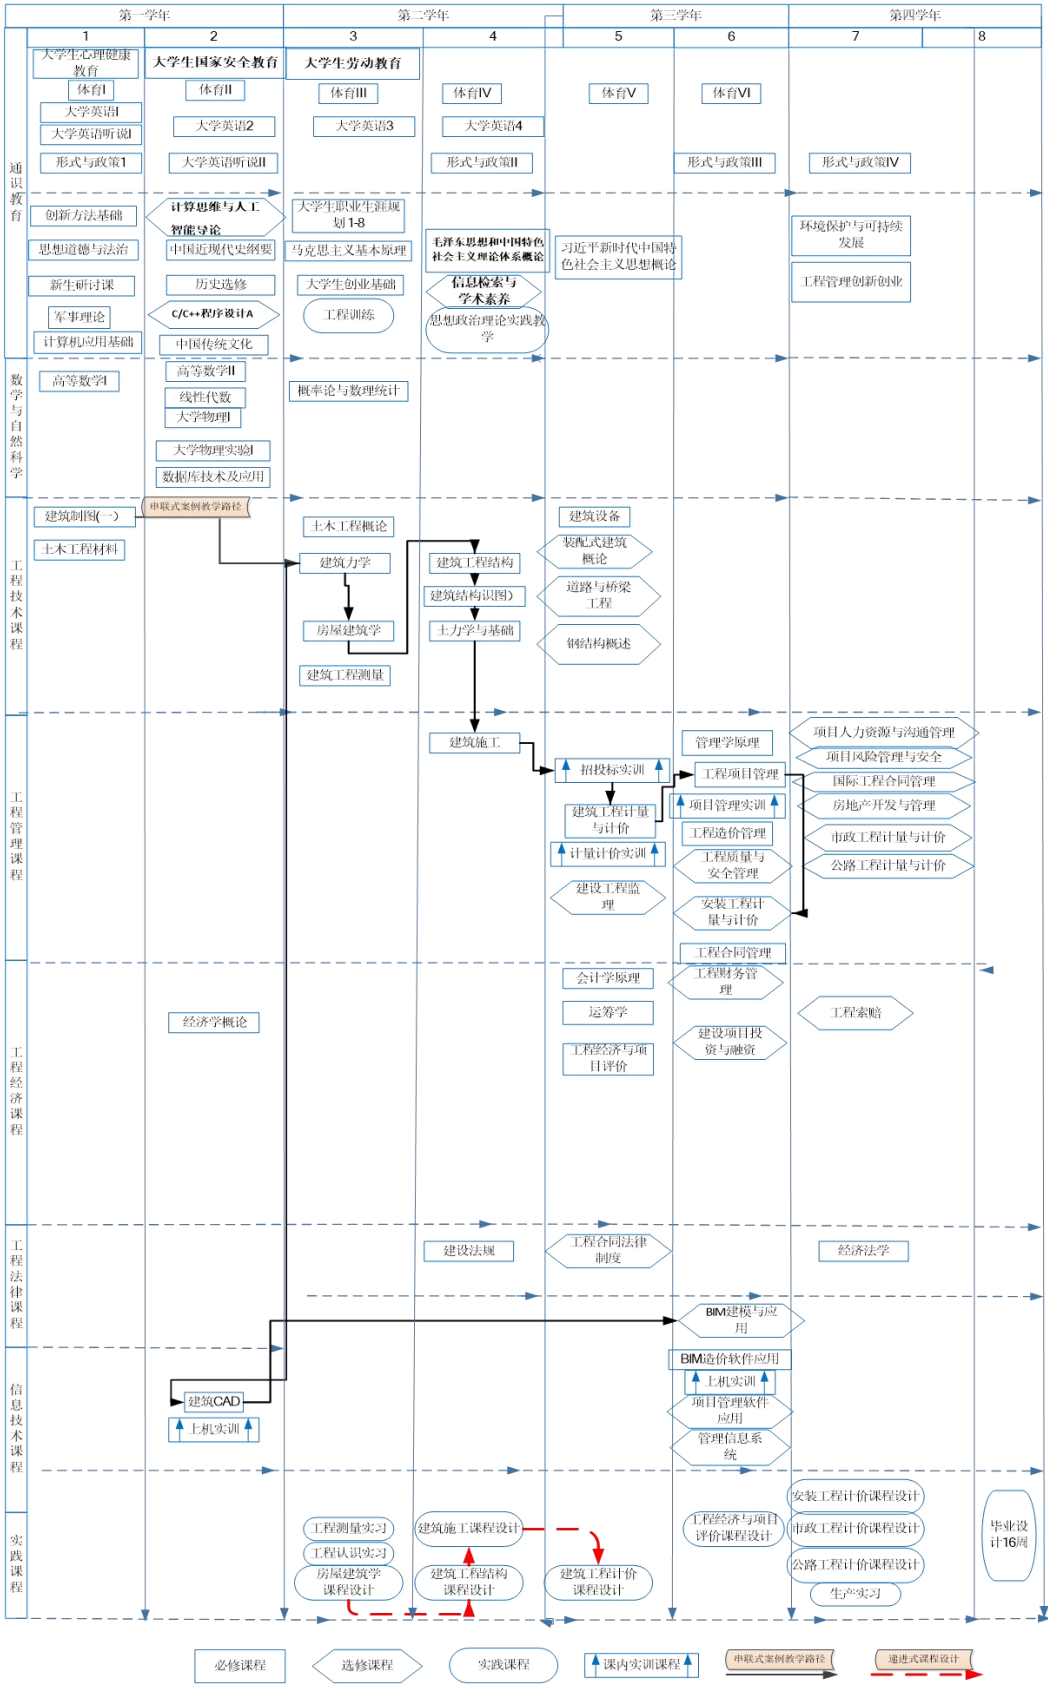 第一学年
第二学年
第三学年
第四学年
1
2
3
4
5
6
7
8
通识教育
大学生心理健康
教育
大学生国家安全教育
大学生劳动教育
体育I
体育II
体育III
体育IV
体育V
体育VI
大学英语I
大学英语听说I
大学英语2
大学英语3
大学英语4
形式与政策1
大学英语听说II
形式与政策II
形式与政策III
形式与政策IV
创新方法基础
计算思维与人工
智能导论
大学生职业生涯规
划1-8
环境保护与可持续
发展
思想道德与法治
中国近现代史纲要
马克思主义基本原理
毛泽东思想和中国特色
社会主义理论体系概论
习近平新时代中国特
色社会主义思想概论
新生研讨课
历史选修
大学生创业基础
信息检索与
学术素养
工程管理创新创业
军事理论
C/C++程序设计A
工程训练
思想政治理论实践教
学
计算机应用基础
中国传统文化
数学与自然科学
高等数学I
高等数学II
线性代数
大学物理I
概率论与数理统计
大学物理实验I
数据库技术及应用
工程技术课程
建筑制图(一)
串联式案例教学路径
土木工程概论
建筑设备
土木工程材料
建筑力学
建筑工程结构
装配式建筑
概论
建筑结构识图)
道路与桥梁
工程
房屋建筑学
土力学与基础
钢结构概述
建筑工程测量
工程管理课程
建筑施工
管理学原理
项目人力资源与沟通管理
项目风险管理与安全
招投标实训
工程项目管理
国际工程合同管理
建筑工程计量
与计价
项目管理实训
房地产开发与管理
工程造价管理
市政工程计量与计价
计量计价实训
工程质量与
安全管理
公路工程计量与计价
建设工程监
理
安装工程计
量与计价
工程合同管理
工程经济课程
会计学原理
工程财务管
理
经济学概论
运筹学
工程索赔
工程经济与项
目评价
建设项目投
资与融资
工程法律课程
建设法规
工程合同法律
制度
经济法学
BIM建模与应
用
信息技术课程
BIM造价软件应用
上机实训
建筑CAD
项目管理软件
应用
上机实训
管理信息系
统
实践课程
安装工程计价课程设计
工程测量实习
建筑施工课程设计
工程经济与项目
评价课程设计
市政工程计价课程设计
毕业设
计16周
工程认识实习
房屋建筑学
课程设计
建筑工程结构
课程设计
建筑工程计价
课程设计
公路工程计价课程设计
生产实习
必修课程
选修课程
实践课程
课内实训课程
串联式案例教学路径
递进式课程设计